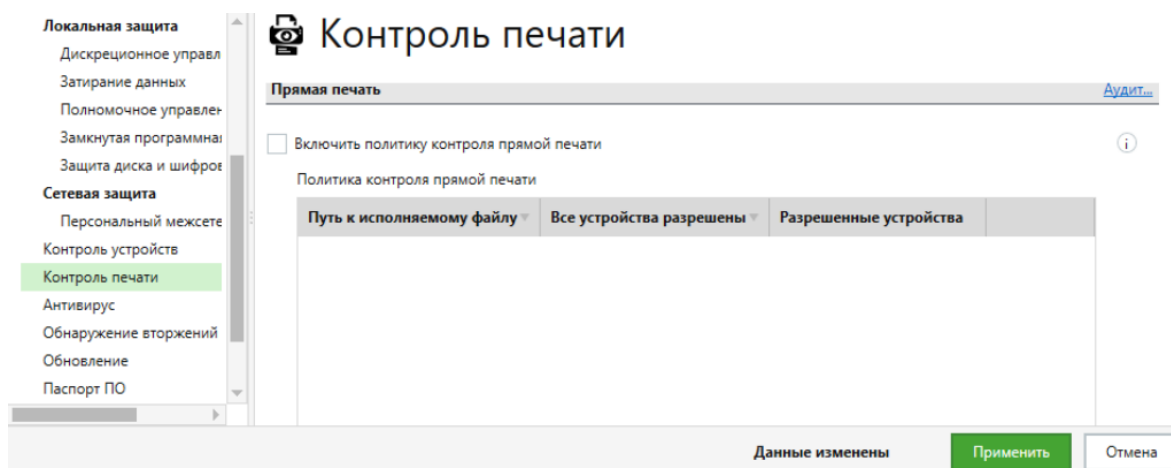 Локальная защита
Дискреционное управл
Затирание данных
Полномочное управлен
Замкнутая программная
Защита диска и шифров
Сетевая защита
Персональный межсете
Контроль устройств
Контроль печати
Антивирус
Обнаружение вторжений
Обновление
Паспорт ПО
Контроль печати
Прямая печать
Аудит...
Включить политику контроля прямой печати
Политика контроля прямой печати
Путь к исполняемому файлу
Все устройства разрешены
Разрешенные устройства
Данные изменены
Применить
Отмена